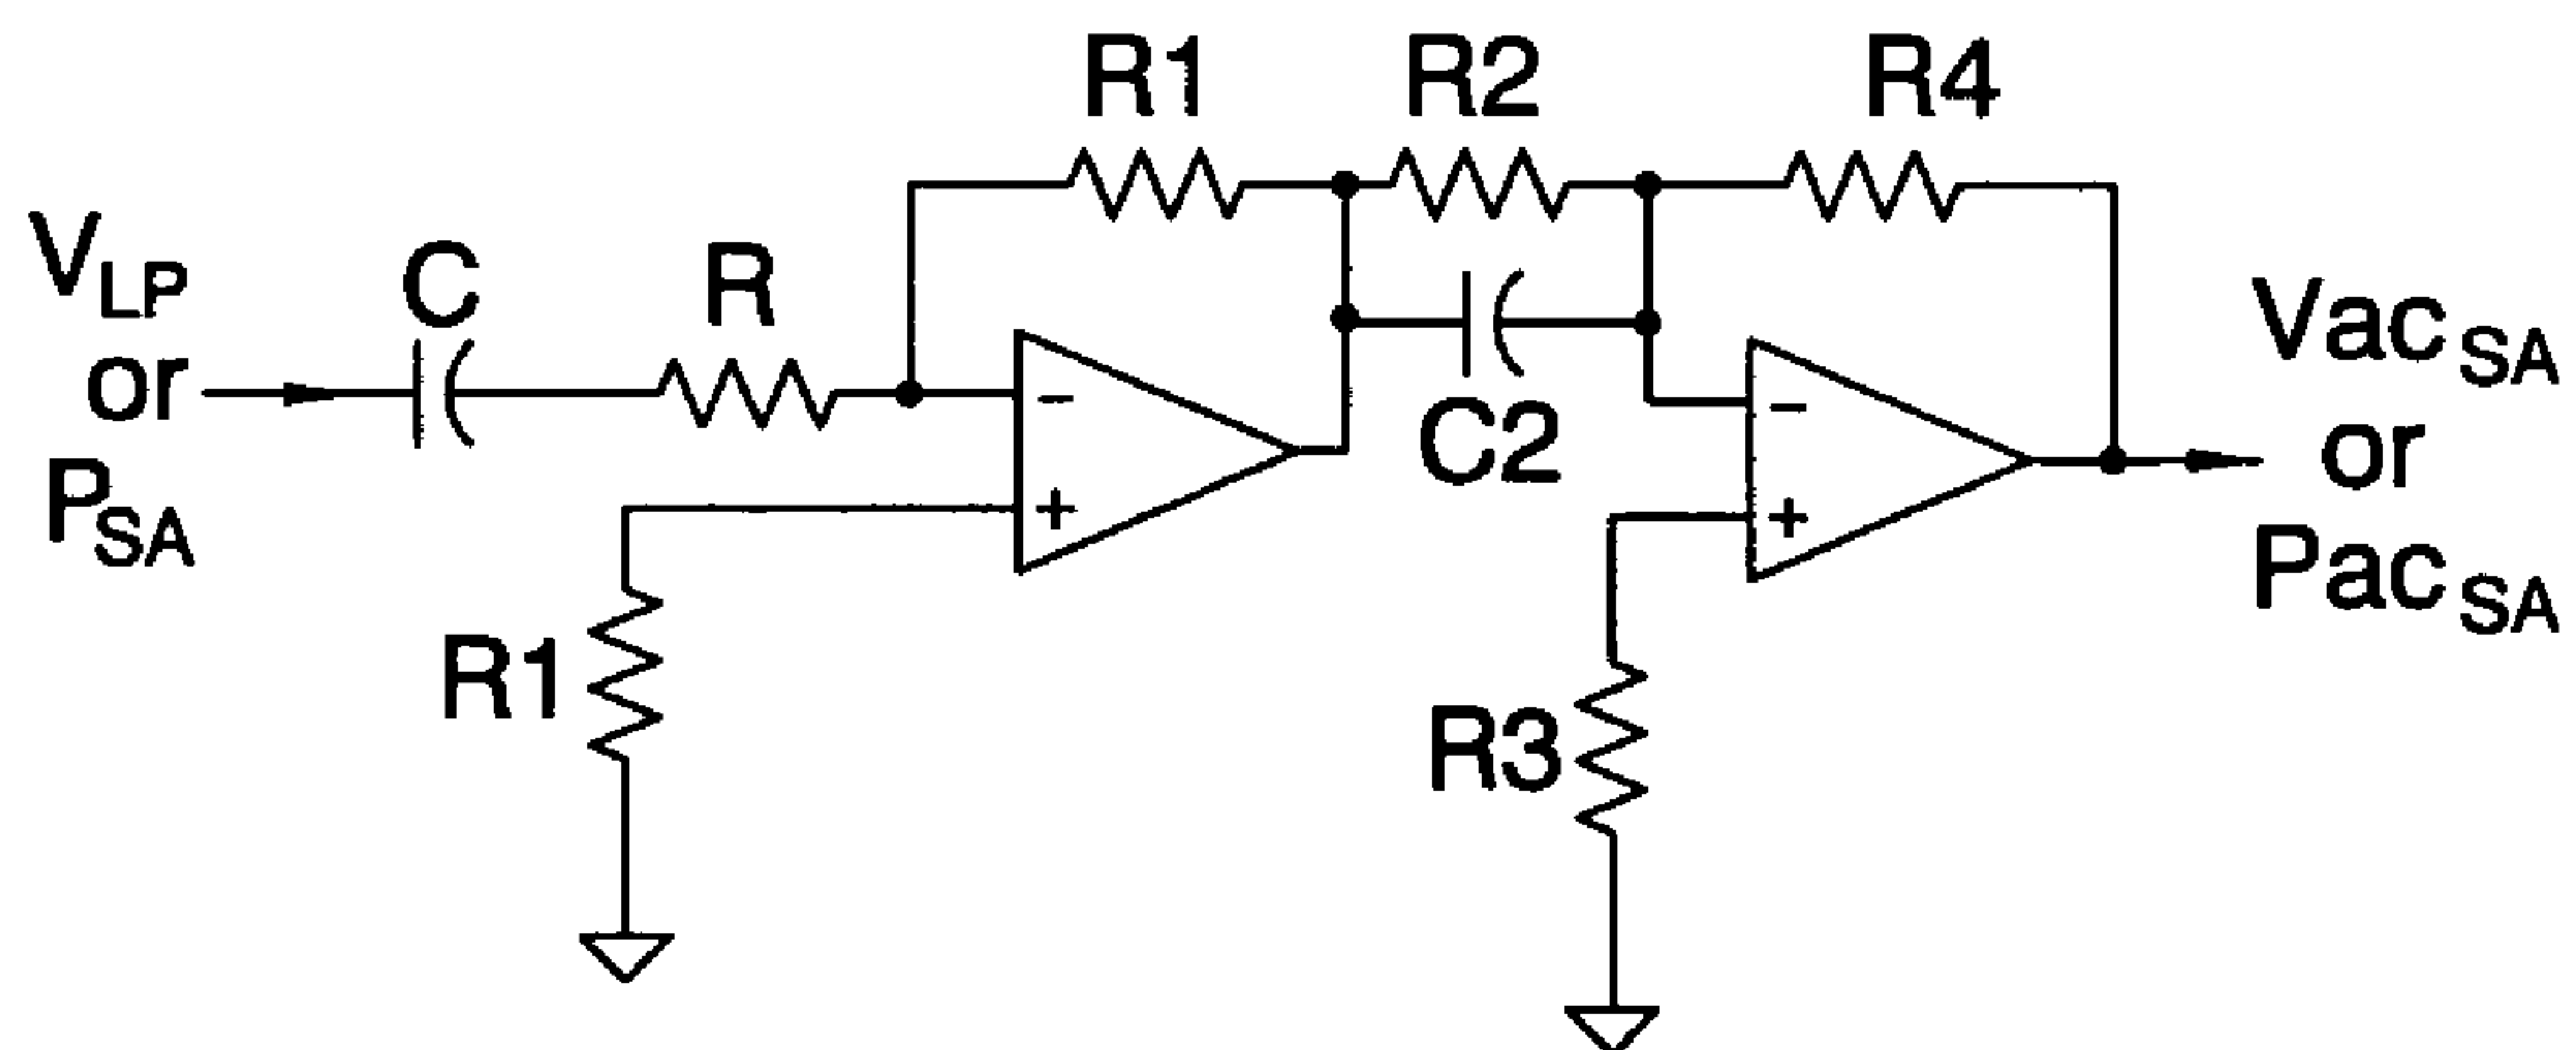 R1
R2
R4
V_LP
or
P_SA
C
R
−
+
C2
−
+
Vac_SA
or
Pac_SA
R1
R3